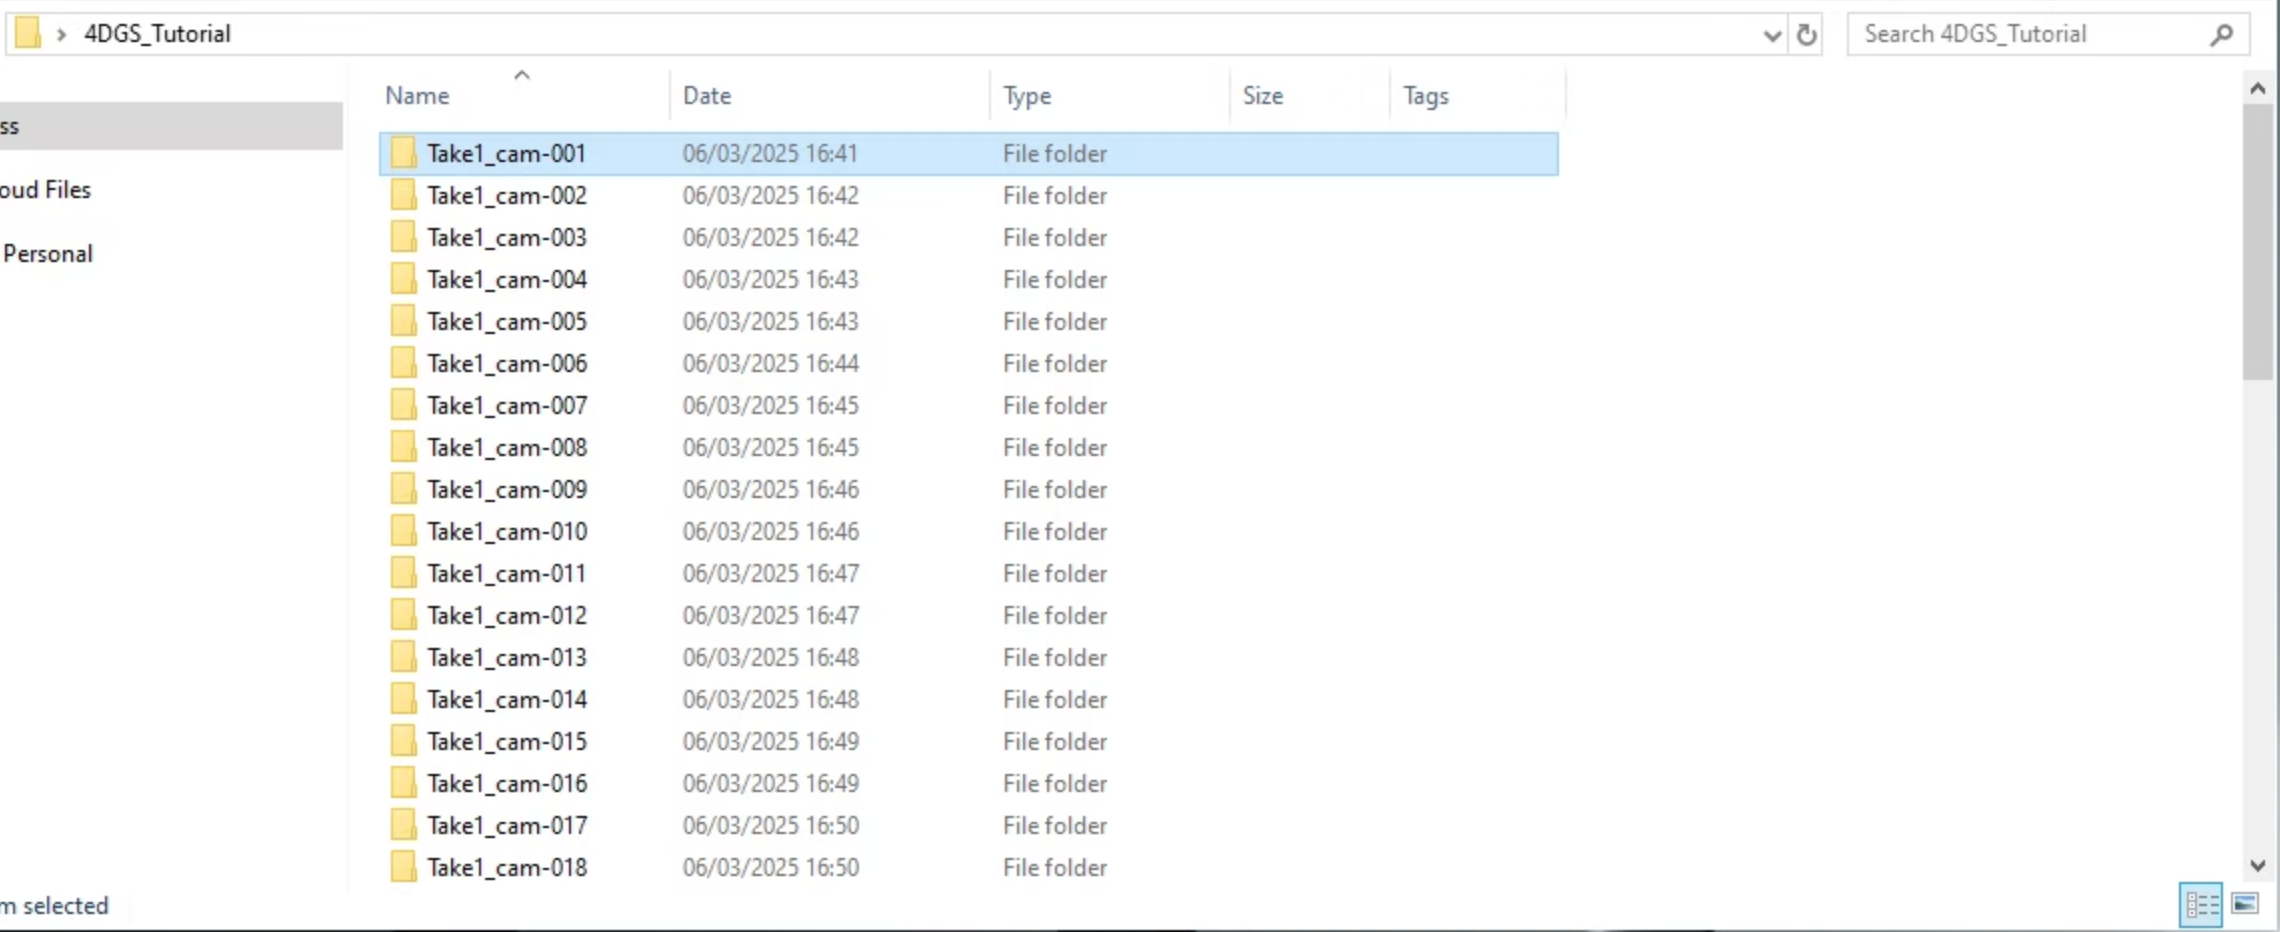 4DGS_Tutorial
Search 4DGS_Tutorial
Name Date Type Size Tags
ss
oud Files
Personal
Take1_cam-001 06/03/2025 16:41 File folder
Take1_cam-002 06/03/2025 16:42 File folder
Take1_cam-003 06/03/2025 16:42 File folder
Take1_cam-004 06/03/2025 16:43 File folder
Take1_cam-005 06/03/2025 16:43 File folder
Take1_cam-006 06/03/2025 16:44 File folder
Take1_cam-007 06/03/2025 16:45 File folder
Take1_cam-008 06/03/2025 16:45 File folder
Take1_cam-009 06/03/2025 16:46 File folder
Take1_cam-010 06/03/2025 16:46 File folder
Take1_cam-011 06/03/2025 16:47 File folder
Take1_cam-012 06/03/2025 16:47 File folder
Take1_cam-013 06/03/2025 16:48 File folder
Take1_cam-014 06/03/2025 16:48 File folder
Take1_cam-015 06/03/2025 16:49 File folder
Take1_cam-016 06/03/2025 16:49 File folder
Take1_cam-017 06/03/2025 16:50 File folder
Take1_cam-018 06/03/2025 16:50 File folder
m selected